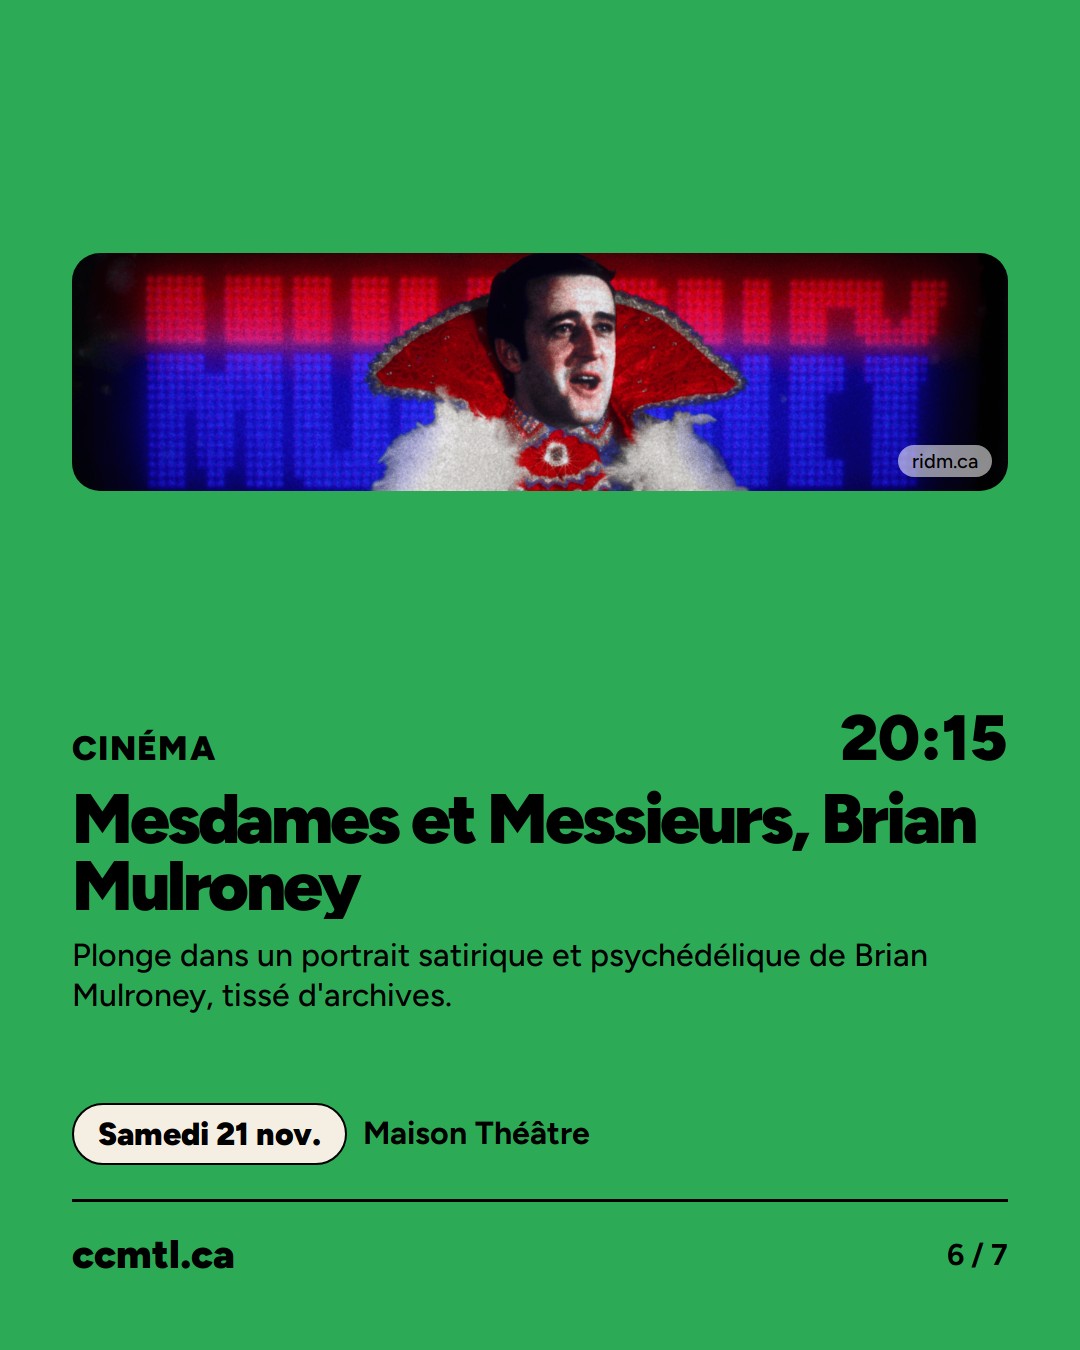 ridm.ca
CINÉMA
20:15
Mesdames et Messieurs, Brian
Mulroney
Plonge dans un portrait satirique et psychédélique de Brian
Mulroney, tissé d'archives.
Samedi 21 nov.
Maison Théâtre
ccmtl.ca
6 / 7